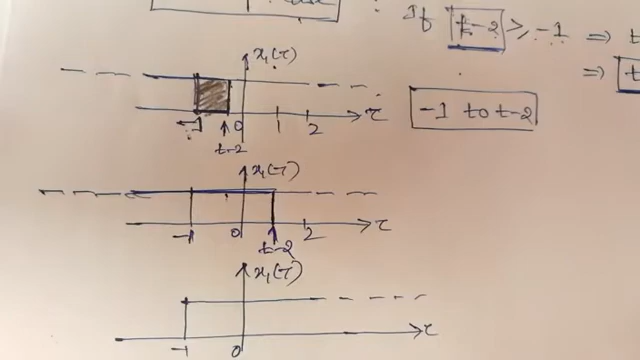 If t-2 ≥ -1 ⇒ t
⇒ t
x₁(τ)
-1 0 1 2 τ
t-2
-1 to t-2
x₁(τ)
-1 0 2 τ
t-2
x₁(τ)
-1 0 τ